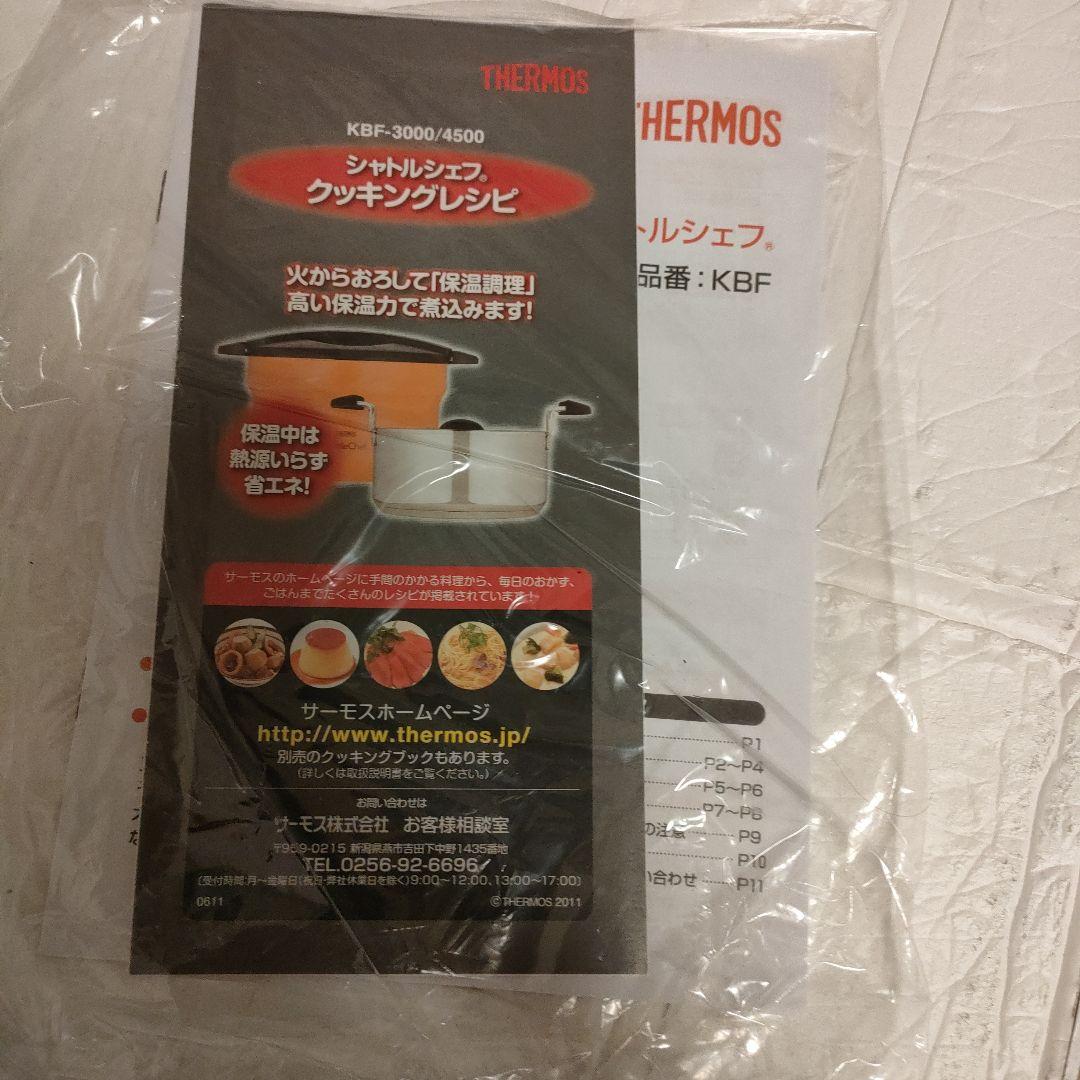 THERMOS
KBF-3000/4500
シャトルシェフ®
クッキングレシピ
火からおろして「保温調理」
高い保温力で煮込みます!
保温中は
熱源いらず
省エネ!
サーモスのホームページに手間のかかる料理から、毎日のおかず、
ごはんまでたくさんのレシピが掲載されています!
サーモスホームページ
http://www.thermos.jp/
別売のクッキングブックもあります。
(詳しくは取扱説明書をご覧ください。)
お問い合わせは
サーモス株式会社 お客様相談室
〒959-0215 新潟県燕市吉田下中野1435番地
TEL.0256-92-6696
(受付時間:月~金曜日(祝日・弊社休業日を除く)9:00~12:00、13:00~17:00)
0611
©THERMOS 2011
THERMOS
トルシェフ®
品番:KBF
P1
P2~P4
P5~P6
P7~P8
の注意 P9
P10
い合わせ P11